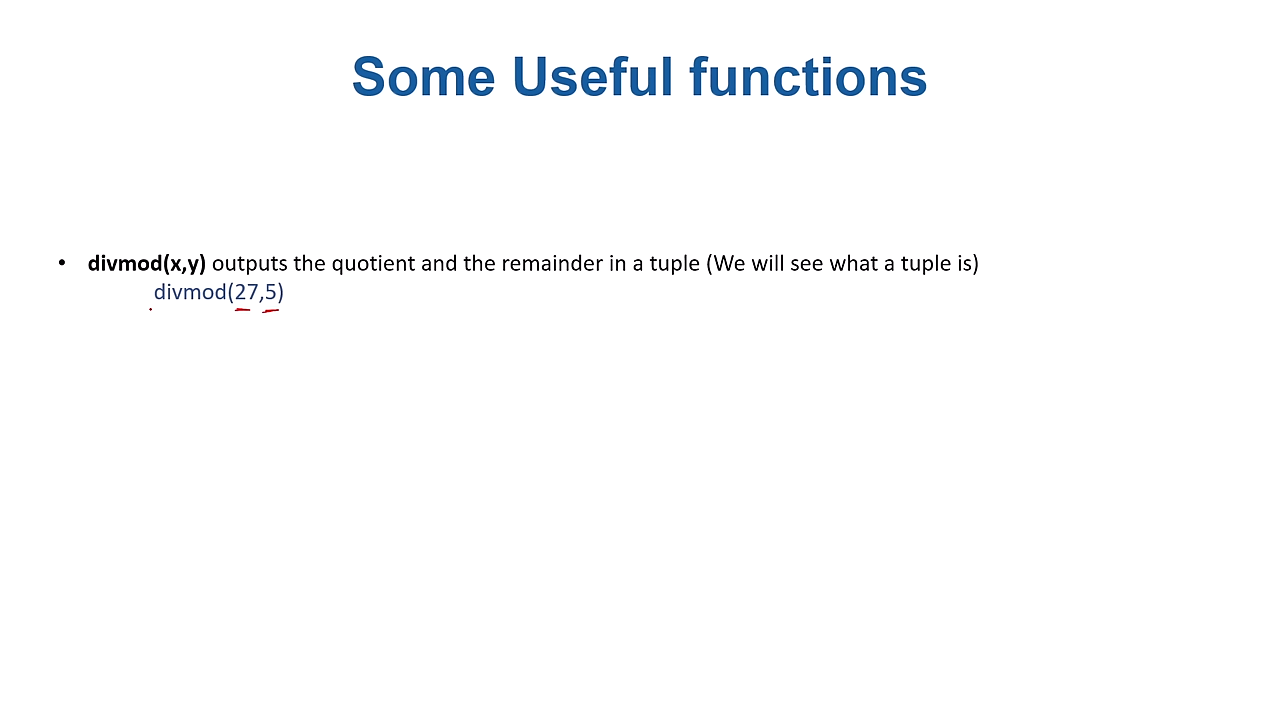 Some Useful functions
• divmod(x,y) outputs the quotient and the remainder in a tuple (We will see what a tuple is)
divmod(27,5)